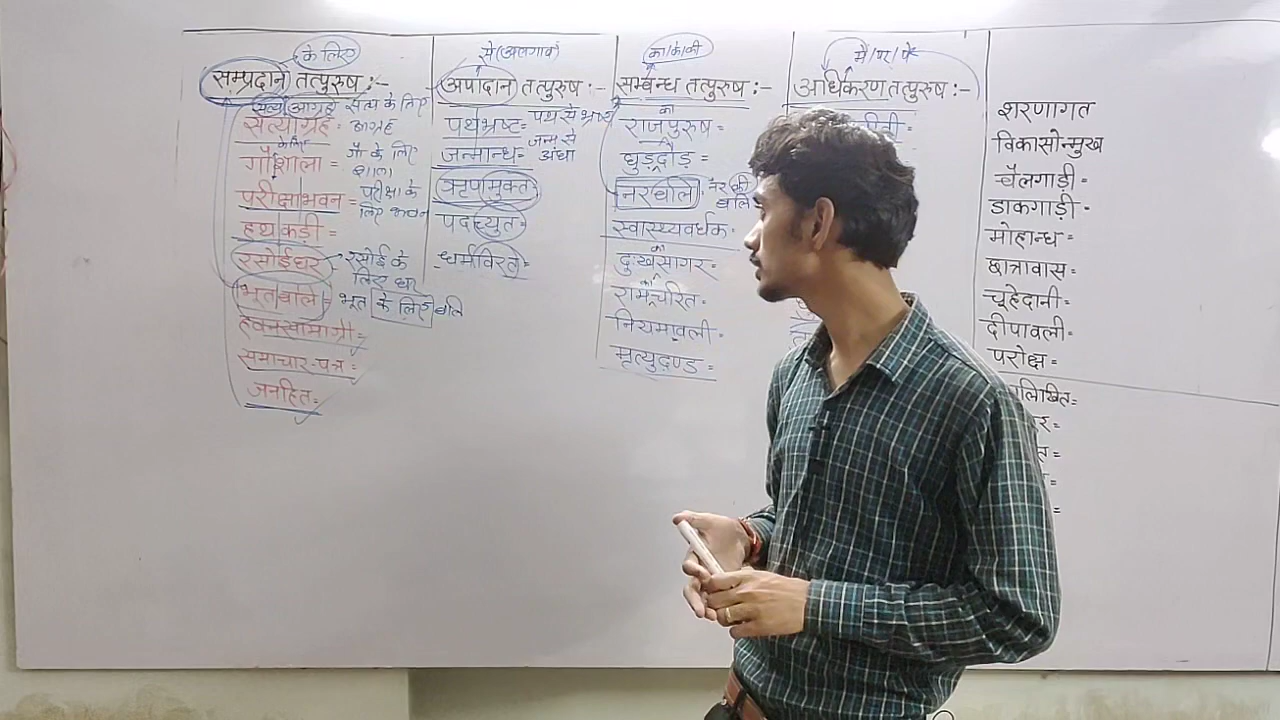 के लिए
सम्प्रदान तत्पुरुष :-
सत्य आग्रह
सत्याग्रह = सत्य के लिए आग्रह
के लिए
गौशाला = गौ के लिए शाला
परीक्षाभवन = परीक्षा के लिए भवन
हथकड़ी =
रसोईघर - रसोई के लिए घर
भूतबलि = भूत के लिए बलि
हवनसामाग्री =
समाचार-पत्र =
जनहित =
से (अलगाव)
अपादान तत्पुरुष :-
पथभ्रष्ट = पथ से भ्रष्ट
जन्मान्ध = जन्म से अंधा
ऋणमुक्त
पदच्युत =
धर्मविरत =
का/के/की
सम्बन्ध तत्पुरुष :-
का
राजपुरुष =
घुड़दौड़ =
नरबलि नर की बलि
स्वास्थ्यवर्धक =
का
दुःखसागर =
का
रामचरित =
नियमावली =
मृत्युदण्ड =
में/पर/पे
अधिकरण तत्पुरुष :-
शरणागत
विकासोन्मुख
बैलगाड़ी =
डाकगाड़ी -
मोहान्ध =
छात्रावास =
चूहेदानी =
दीपावली =
परोक्ष =